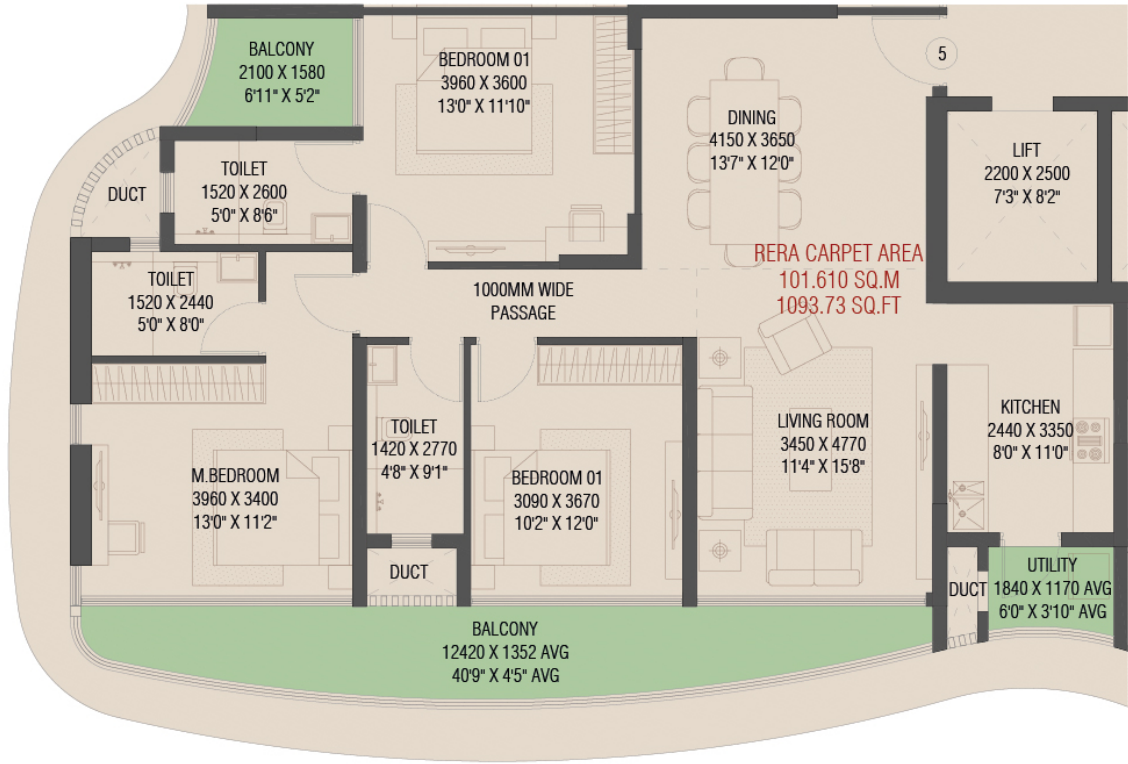 BALCONY
2100 X 1580
6'11" X 5'2"
BEDROOM 01
3960 X 3600
13'0" X 11'10"
5
DINING
4150 X 3650
13'7" X 12'0"
LIFT
2200 X 2500
7'3" X 8'2"
TOILET
1520 X 2600
5'0" X 8'6"
DUCT
RERA CARPET AREA
101.610 SQ.M
1093.73 SQ.FT
TOILET
1520 X 2440
5'0" X 8'0"
1000MM WIDE
PASSAGE
KITCHEN
2440 X 3350
8'0" X 11'0"
LIVING ROOM
3450 X 4770
11'4" X 15'8"
TOILET
1420 X 2770
4'8" X 9'1"
M.BEDROOM
3960 X 3400
13'0" X 11'2"
BEDROOM 01
3090 X 3670
10'2" X 12'0"
DUCT
DUCT
UTILITY
1840 X 1170 AVG
6'0" X 3'10" AVG
BALCONY
12420 X 1352 AVG
40'9" X 4'5" AVG